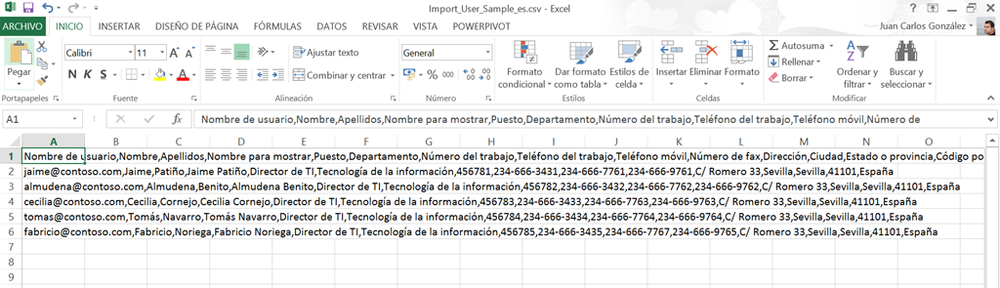 Import_User_Sample_es.csv - Excel
ARCHIVO INICIO INSERTAR DISEÑO DE PÁGINA FÓRMULAS DATOS REVISAR VISTA POWERPIVOT Juan Carlos González
Pegar
Calibri 11
N K S
Ajustar texto
Combinar y centrar
General
% 000
Formato condicional
Dar formato como tabla
Estilos de celda
Insertar Eliminar Formato
Autosuma
Rellenar
Borrar
Ordenar y filtrar
Buscar y seleccionar
Portapapeles Fuente Alineación Número Estilos Celdas Modificar
A1 fx Nombre de usuario,Nombre,Apellidos,Nombre para mostrar,Puesto,Departamento,Número del trabajo,Teléfono del trabajo,Teléfono móvil,Número de
A B C D E F G H I J K L M N O
1 Nombre de usuario,Nombre,Apellidos,Nombre para mostrar,Puesto,Departamento,Número del trabajo,Teléfono del trabajo,Teléfono móvil,Número de fax,Dirección,Ciudad,Estado o provincia,Código po
2 jaime@contoso.com,Jaime,Patiño,Jaime Patiño,Director de TI,Tecnología de la información,456781,234-666-3431,234-666-7761,234-666-9761,C/ Romero 33,Sevilla,Sevilla,41101,España
3 almudena@contoso.com,Almudena,Benito,Almudena Benito,Director de TI,Tecnología de la información,456782,234-666-3432,234-666-7762,234-666-9762,C/ Romero 33,Sevilla,Sevilla,41101,España
4 cecilia@contoso.com,Cecilia,Cornejo,Cecilia Cornejo,Director de TI,Tecnología de la información,456783,234-666-3433,234-666-7763,234-666-9763,C/ Romero 33,Sevilla,Sevilla,41101,España
5 tomas@contoso.com,Tomás,Navarro,Tomás Navarro,Director de TI,Tecnología de la información,456784,234-666-3434,234-666-7764,234-666-9764,C/ Romero 33,Sevilla,Sevilla,41101,España
6 fabricio@contoso.com,Fabricio,Noriega,Fabricio Noriega,Director de TI,Tecnología de la información,456785,234-666-3435,234-666-7767,234-666-9765,C/ Romero 33,Sevilla,Sevilla,41101,España
7
8
9